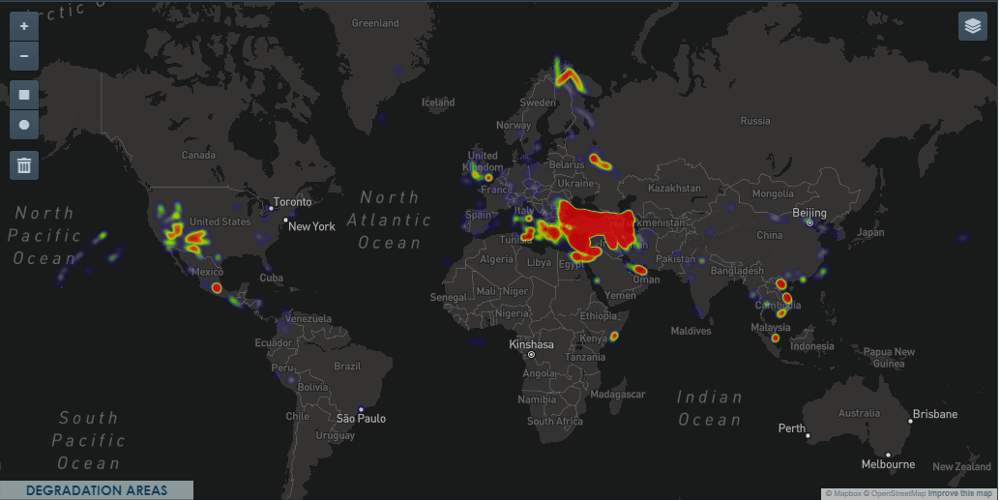 Arctic O
Greenland
Iceland
Sweden
Norway
Russia
Canada
United
Kingdom
Belarus
Ukraine
France
Kazakhstan
Mongolia
Toronto
New York
United States
North
Pacific
Ocean
North
Atlantic
Ocean
Spain
Italy
Turkmenistan
Beijing
China
Japan
Tunisia
Iran
Pakistan
Algeria
Libya
Egypt
Mexico
Cuba
Oman
Bangladesh
Senegal
Mali
Niger
Yemen
Cambodia
Venezuela
Nigeria
Ethiopia
Maldives
Malaysia
Ecuador
Kinshasa
Kenya
Indonesia
Peru
Brazil
Tanzania
Papua New
Guinea
Bolivia
Angola
Namibia
Madagascar
Indian
Ocean
Chile
São Paulo
South
Pacific
Ocean
Uruguay
South Africa
Australia
Brisbane
Perth
Melbourne
New Zealand
DEGRADATION AREAS
© Mapbox © OpenStreetMap Improve this map